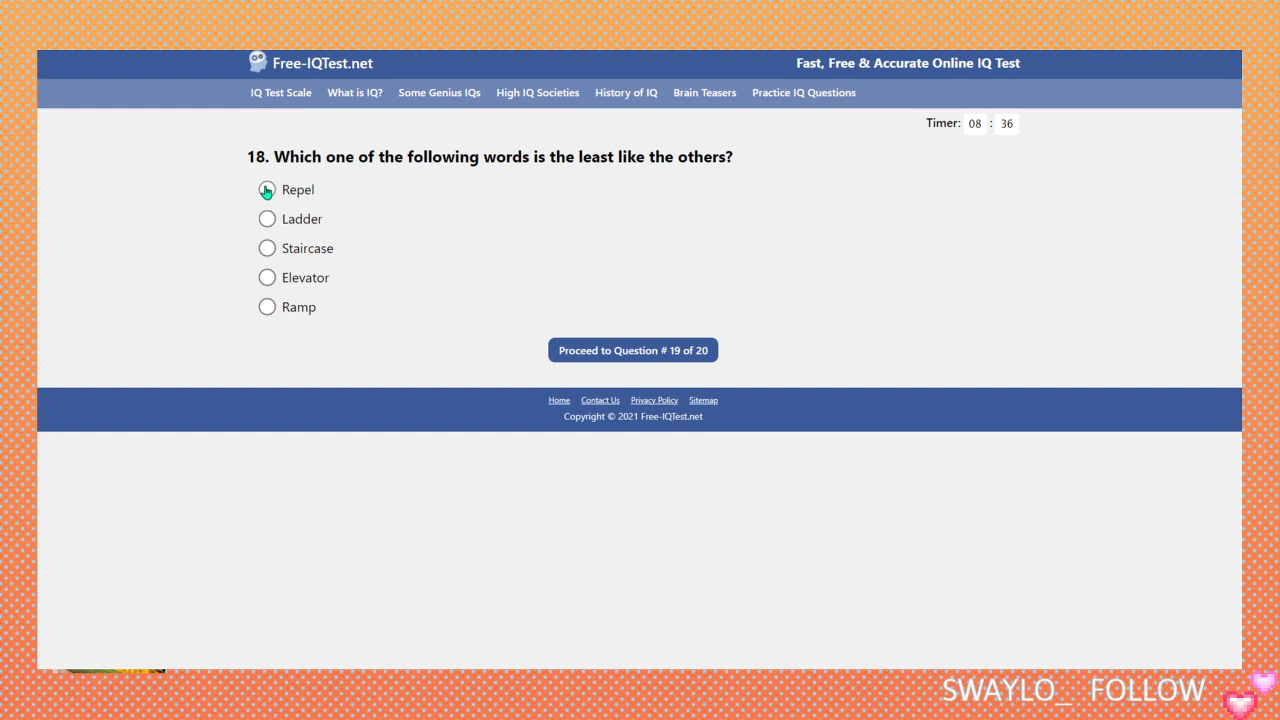 Free-IQTest.net
Fast, Free & Accurate Online IQ Test
IQ Test Scale What is IQ? Some Genius IQs High IQ Societies History of IQ Brain Teasers Practice IQ Questions
Timer: 08 : 36
18. Which one of the following words is the least like the others?
Repel
Ladder
Staircase
Elevator
Ramp
Proceed to Question # 19 of 20
Home Contact Us Privacy Policy Sitemap
Copyright © 2021 Free-IQTest.net
SWAYLO_ FOLLOW